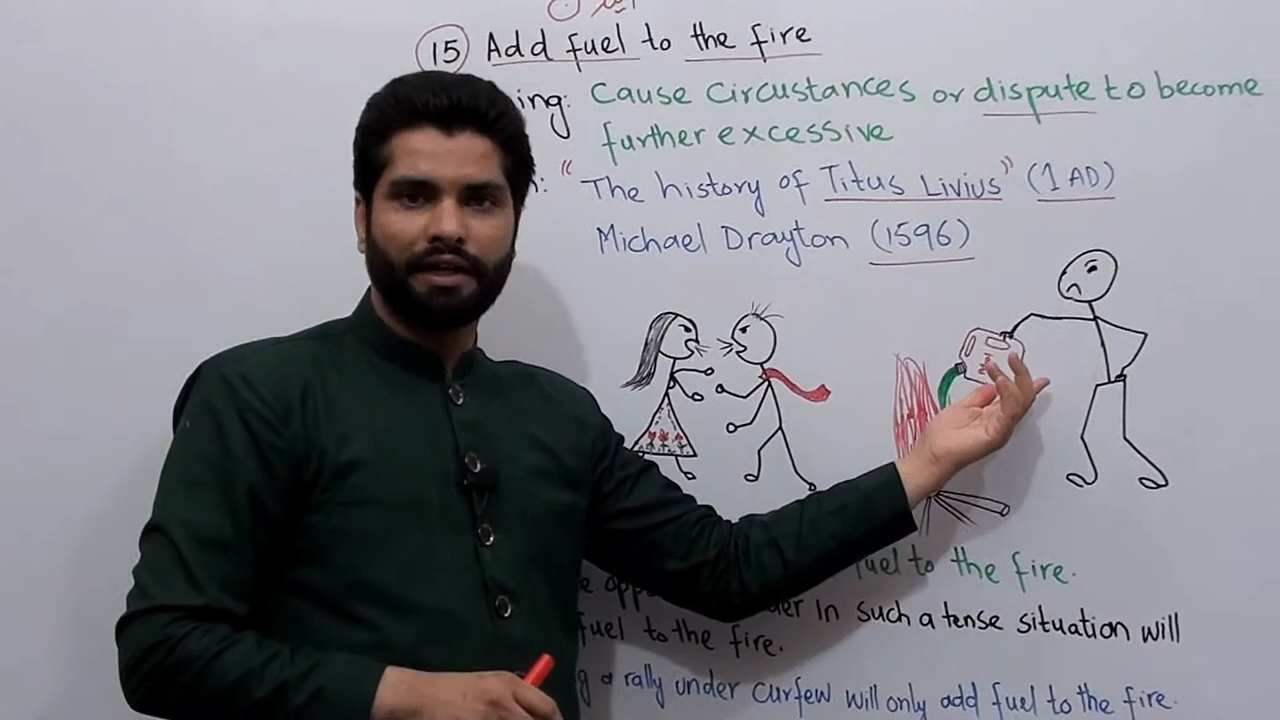 15 Add fuel to the fire
ing: Cause Circustances or dispute to become
further excessive
: "The history of Titus Livius" (1 AD)
Michael Drayton (1596)
fuel to the fire.
in such a tense situation will
fuel to the fire.
a rally under curfew will only add fuel to the fire.